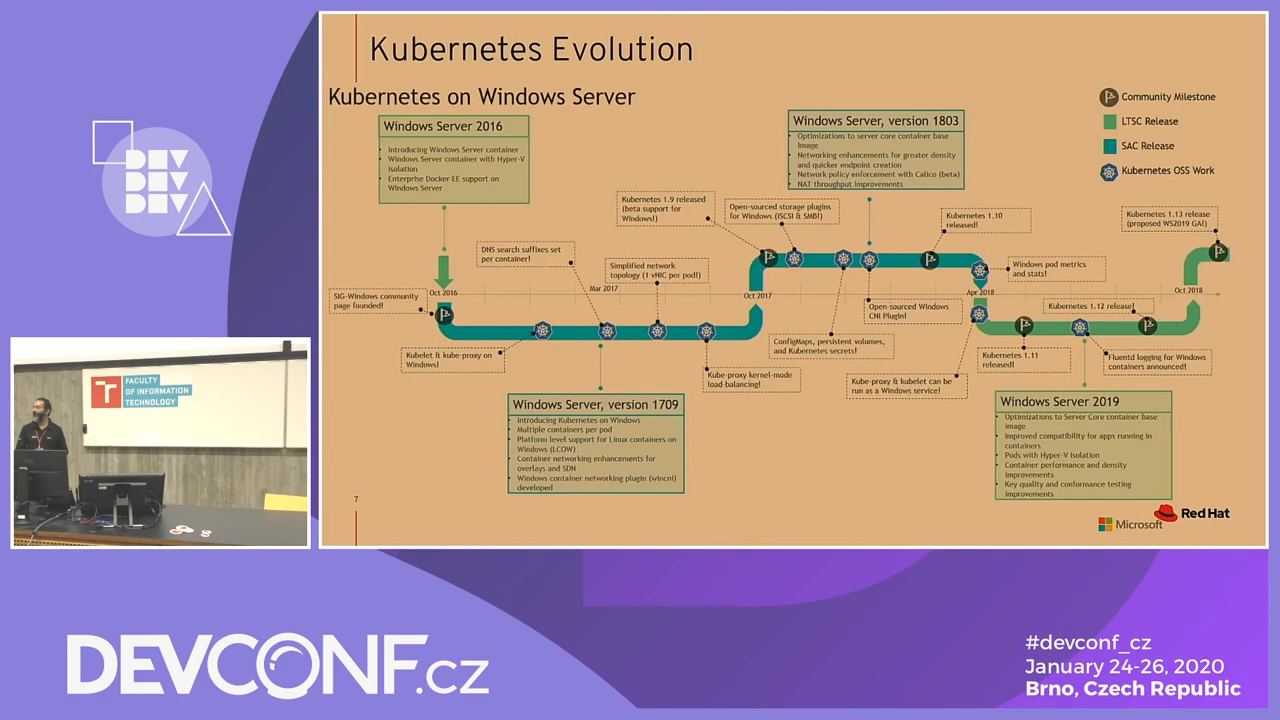 Kubernetes Evolution
Kubernetes on Windows Server
Windows Server 2016
Introducing Windows Server container
Windows Server container with Hyper-V
isolation
Enterprise Docker EE support on
Windows Server
Windows Server, version 1803
Optimizations to server core container base
image
Networking enhancements for greater density
and quicker endpoint creation
Network policy enforcement with Calico (beta)
NAT throughput improvements
Community Milestone
LTSC Release
SAC Release
Kubernetes OSS Work
Kubernetes 1.9 released
(beta support for
Windows!)
Open-sourced storage plugins
for Windows (iSCSI & SMB!)
Kubernetes 1.10
released!
Kubernetes 1.13 release
(proposed WS2019 GA!)
DNS search suffixes set
per container!
Simplified network
topology (1 vNIC per pod!)
Windows pod metrics
and stats!
SIG-Windows community
page founded!
Oct 2016
Mar 2017
Oct 2017
Apr 2018
Oct 2018
Open-sourced Windows
CNI Plugin!
Kubernetes 1.12 release!
Kubelet & kube-proxy on
Windows!
ConfigMaps, persistent volumes,
and Kubernetes secrets!
Kubernetes 1.11
released!
Fluentd logging for Windows
containers announced!
Kube-proxy kernel-mode
load-balancing!
Kube-proxy & kubelet can be
run as a Windows service!
Windows Server, version 1709
Introducing Kubernetes on Windows
Multiple containers per pod
Platform level support for Linux containers on
Windows (LCOW)
Container networking enhancements for
overlays and SDN
Windows container networking plugin (wincni)
developed
Windows Server 2019
Optimizations to Server Core container base
image
Improved compatibility for apps running in
containers
Pods with Hyper-V Isolation
Container performance and density
improvements
Key quality and conformance testing
improvements
7
Microsoft
Red Hat
DEV
DEV
DEV
T FACULTY
OF INFORMATION
TECHNOLOGY
DEVCONF.cz
#devconf_cz
January 24-26, 2020
Brno, Czech Republic